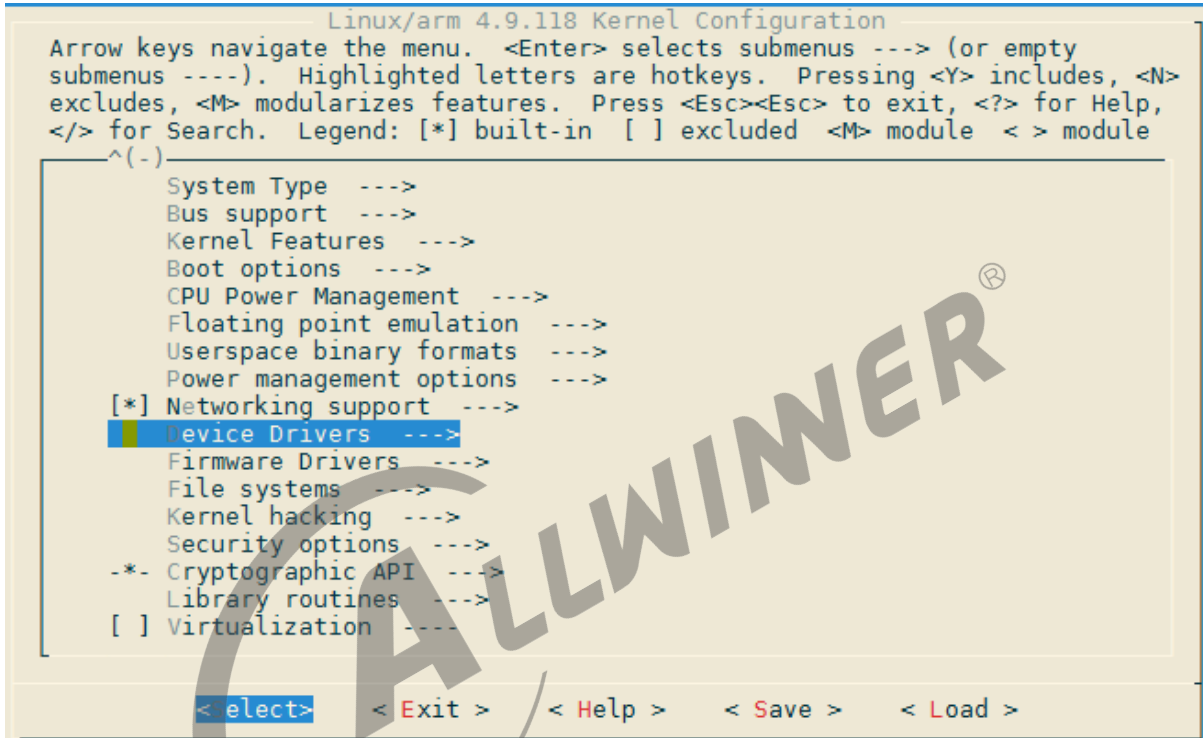 Linux/arm 4.9.118 Kernel Configuration
Arrow keys navigate the menu.  <Enter> selects submenus ---> (or empty
submenus ----).  Highlighted letters are hotkeys.  Pressing <Y> includes, <N>
excludes, <M> modularizes features.  Press <Esc><Esc> to exit, <?> for Help,
</> for Search.  Legend: [*] built-in  [ ] excluded  <M> module  < > module
^(-)
System Type  --->
Bus support  --->
Kernel Features  --->
Boot options  --->
CPU Power Management  --->
Floating point emulation  --->
Userspace binary formats  --->
Power management options  --->
[*] Networking support  --->
Device Drivers  --->
Firmware Drivers  --->
File systems  --->
Kernel hacking  --->
Security options  --->
-*- Cryptographic API  --->
Library routines  --->
[ ] Virtualization  ----
< elect>    < Exit >    < Help >    < Save >    < Load >
ALLWINNER®